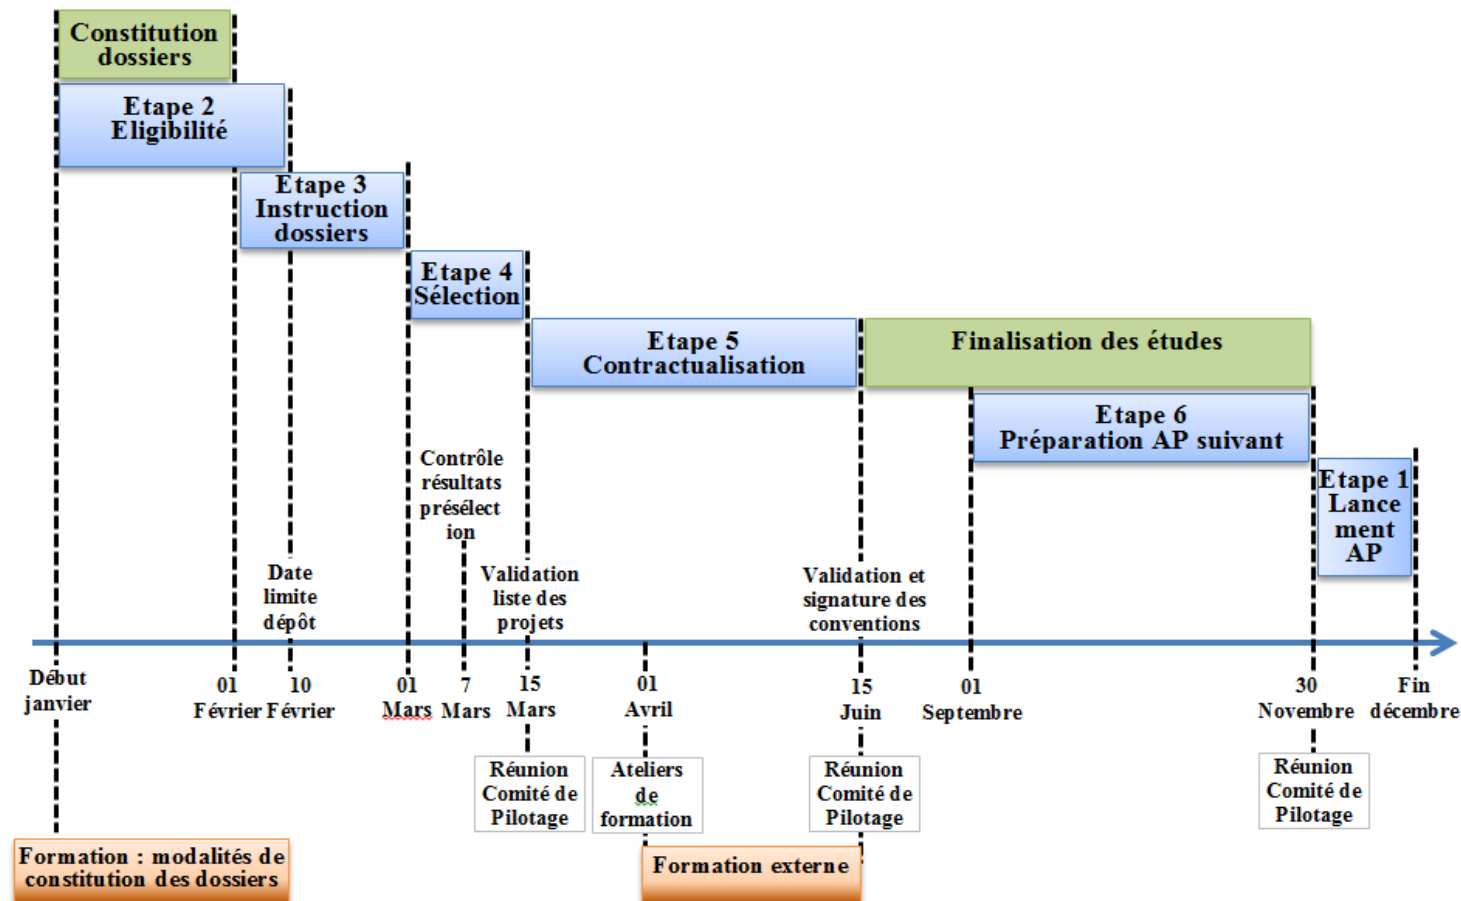 Constitution
dossiers
Etape 2
Eligibilité
Etape 3
Instruction
dossiers
Etape 4
Sélection
Etape 5
Contractualisation
Finalisation des études
Etape 6
Préparation AP suivant
Etape 1
Lance
ment
AP
Contrôle
résultats
présélect
ion
Date
limite
dépôt
Validation
liste des
projets
Validation et
signature des
conventions
Début
janvier
01
Février
10
Février
01
Mars
7
Mars
15
Mars
01
Avril
15
Juin
01
Septembre
30
Novembre
Fin
décembre
Réunion
Comité de
Pilotage
Ateliers
de
formation
Réunion
Comité de
Pilotage
Réunion
Comité de
Pilotage
Formation : modalités de
constitution des dossiers
Formation externe